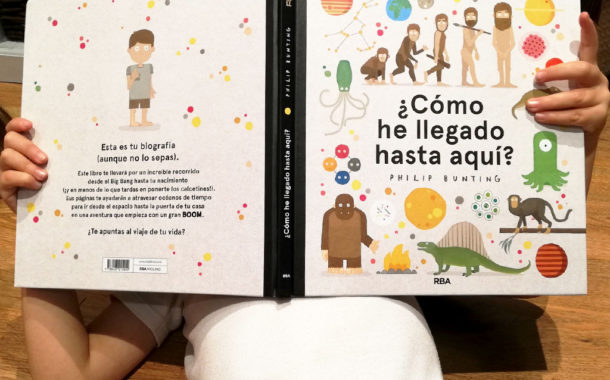 Esta es tu biografía
(aunque no lo sepas).
Este libro te llevará por un increíble recorrido
desde el Big Bang hasta tu nacimiento
(¡y en menos de lo que tardas en ponerte los calcetines!).
Sus páginas te ayudarán a atravesar océanos de tiempo
para ir desde el espacio hasta la puerta de tu casa
en una aventura que empieza con un gran BOOM.
¿Te apuntas al viaje de tu vida?
RBA MOLINO
PHILIP BUNTING
¿Cómo he llegado hasta aquí?
RBA
¿Cómo
he llegado
hasta aquí?
PHILIP BUNTING
RBA